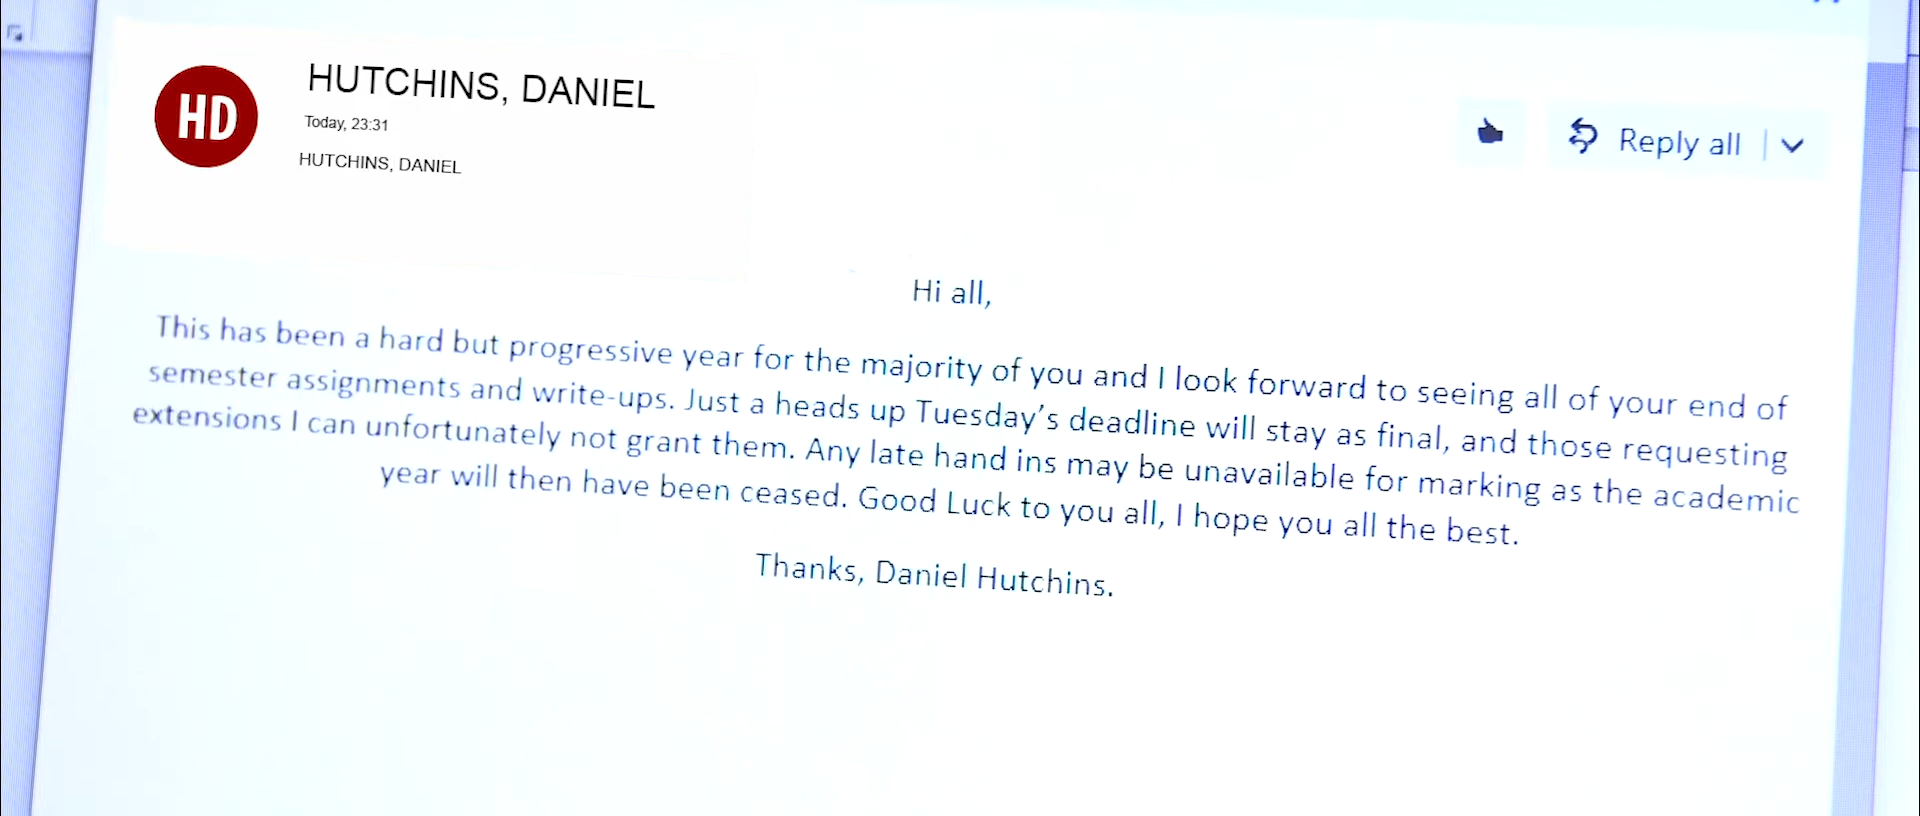 HD
HUTCHINS, DANIEL
Today, 23:31
HUTCHINS, DANIEL
Reply all
Hi all,
This has been a hard but progressive year for the majority of you and I look forward to seeing all of your end of
semester assignments and write-ups. Just a heads up Tuesday's deadline will stay as final, and those requesting
extensions I can unfortunately not grant them. Any late hand ins may be unavailable for marking as the academic
year will then have been ceased. Good Luck to you all, I hope you all the best.
Thanks, Daniel Hutchins.